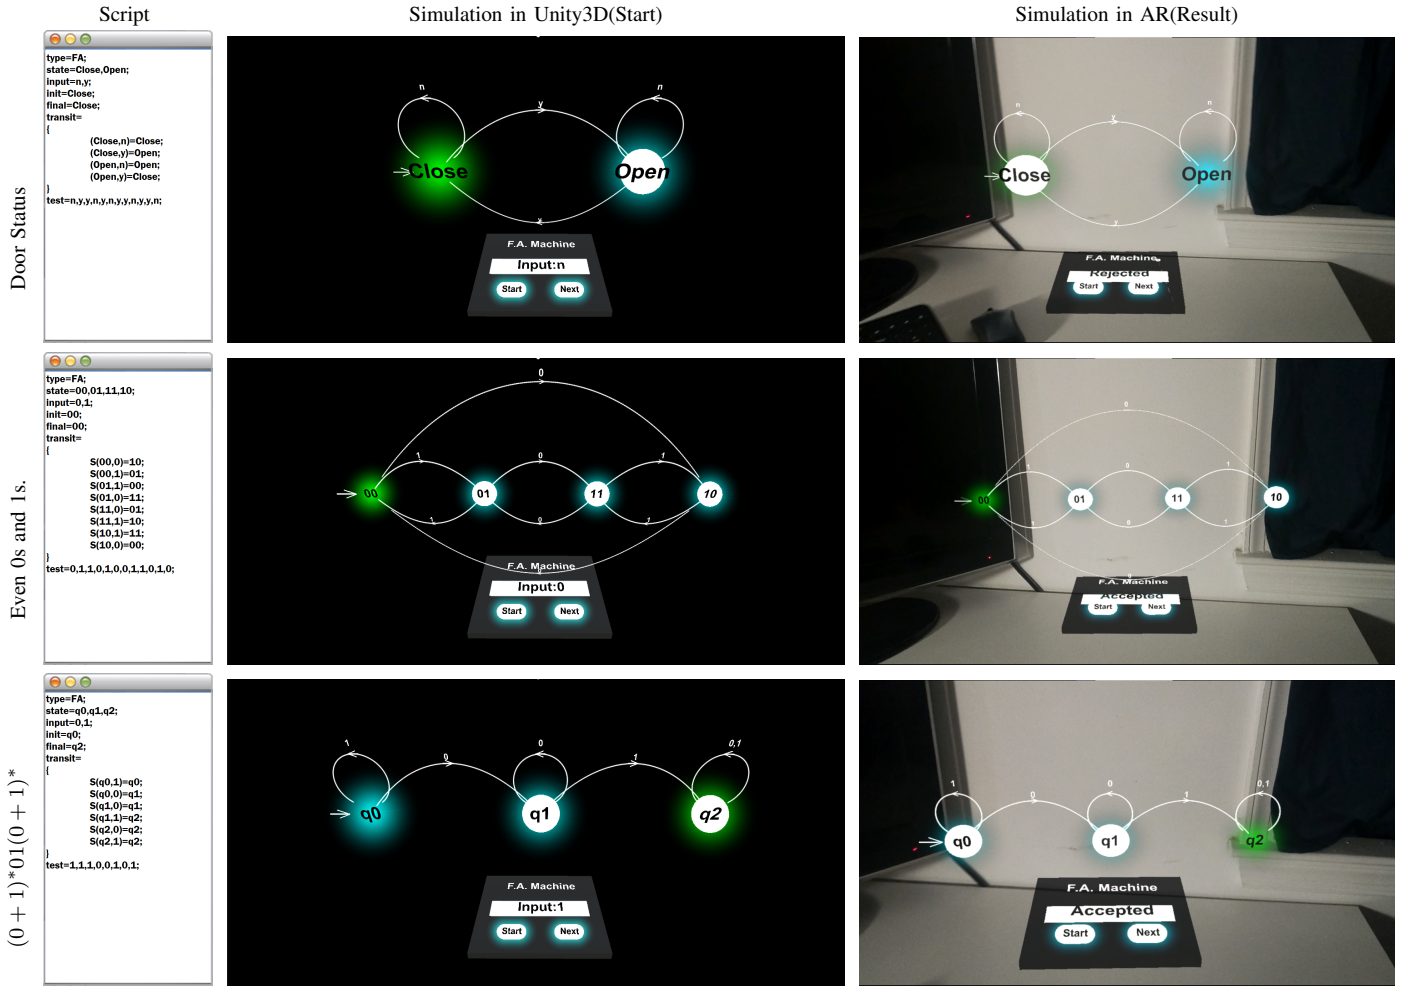 Script
Simulation in Unity3D(Start)
Simulation in AR(Result)
Door Status
type=FA;
state=Close,Open;
input=n,y;
init=Close;
final=Close;
transit=
{
(Close,n)=Close;
(Close,y)=Open;
(Open,n)=Open;
(Open,y)=Close;
}
test=n,y,y,n,y,n,y,y,n,y,y,n;
n
n
y
Close
Open
F.A. Machine
Input:n
Start
Next
n
n
y
Close
Open
y
F.A. Machine
Rejected
Start
Next
Even 0s and 1s.
type=FA;
state=00,01,11,10;
input=0,1;
init=00;
final=00;
transit=
{
S(00,0)=10;
S(00,1)=01;
S(01,1)=00;
S(01,0)=11;
S(11,0)=01;
S(11,1)=10;
S(10,1)=11;
S(10,0)=00;
}
test=0,1,1,0,1,0,0,1,1,0,1,0;
0
1
0
1
00
01
11
10
1
0
1
F.A. Machine
Input:0
Start
Next
0
1
0
1
00
01
11
10
1
0
1
F.A. Machine
Accepted
Start
Next
(0 + 1)*01(0 + 1)*
type=FA;
state=q0,q1,q2;
input=0,1;
init=q0;
final=q2;
transit=
{
S(q0,1)=q0;
S(q0,0)=q1;
S(q1,0)=q1;
S(q1,1)=q2;
S(q2,0)=q2;
S(q2,1)=q2;
}
test=1,1,1,0,0,1,0,1;
1
0
0
1
0,1
q0
q1
q2
F.A. Machine
Input:1
Start
Next
1
0
0
1
0,1
q0
q1
q2
F.A. Machine
Accepted
Start
Next